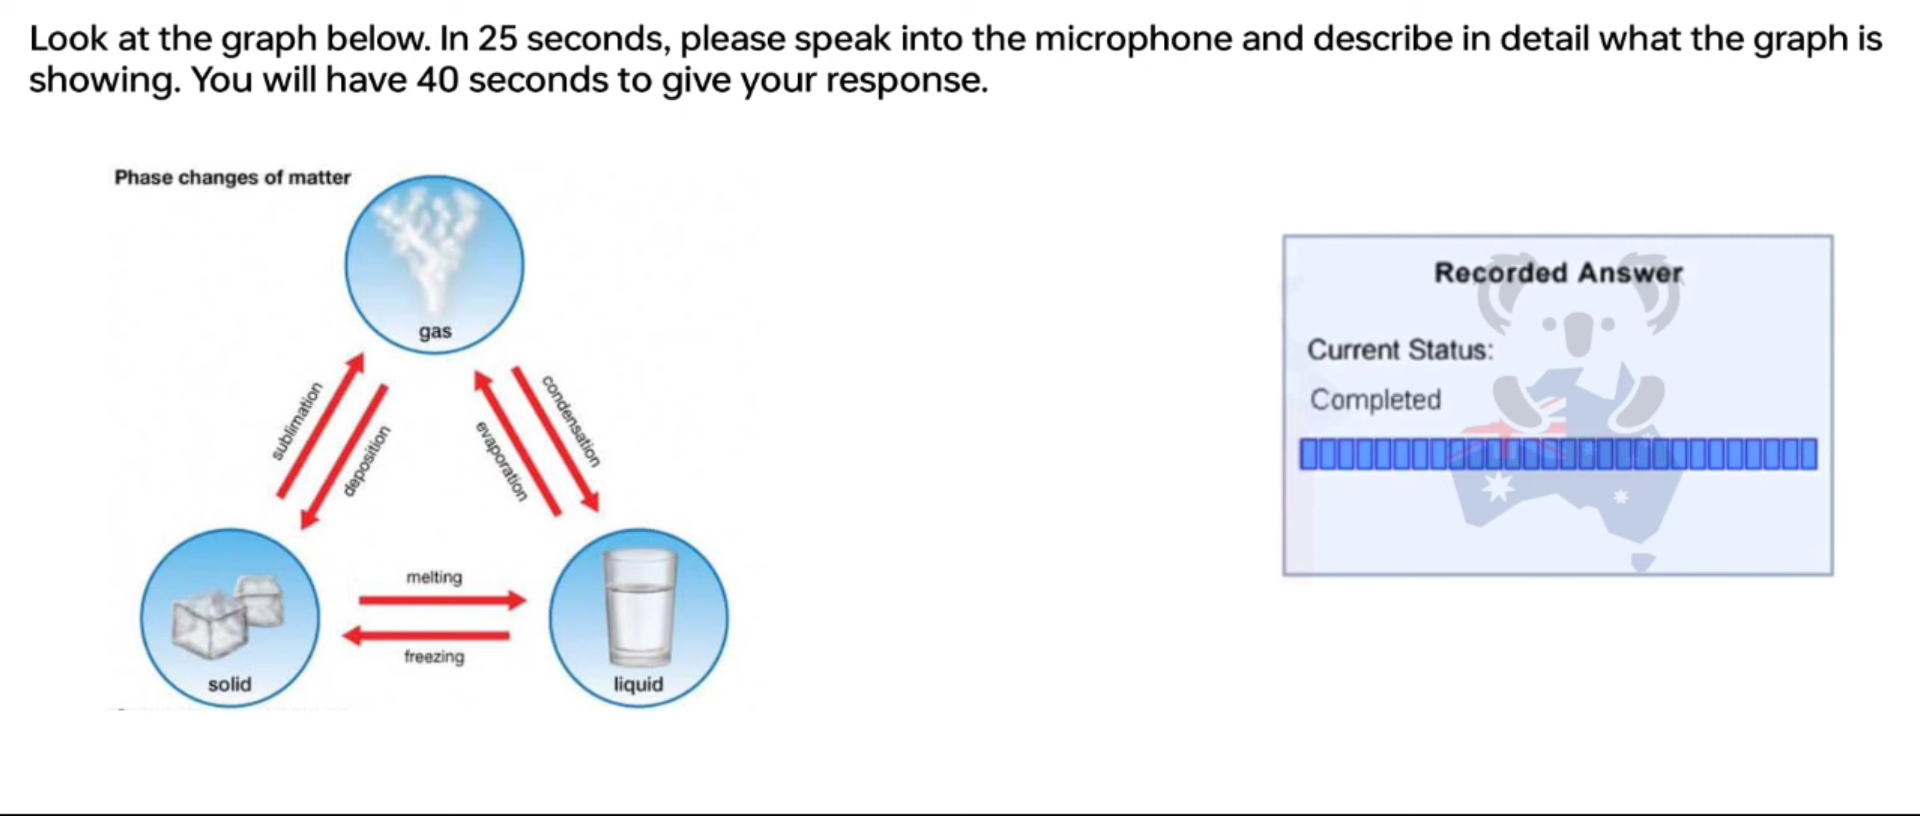 Look at the graph below. In 25 seconds, please speak into the microphone and describe in detail what the graph is
showing. You will have 40 seconds to give your response.
Phase changes of matter
gas
sublimation
deposition
evaporation
condensation
melting
freezing
solid
liquid
Recorded Answer
Current Status:
Completed